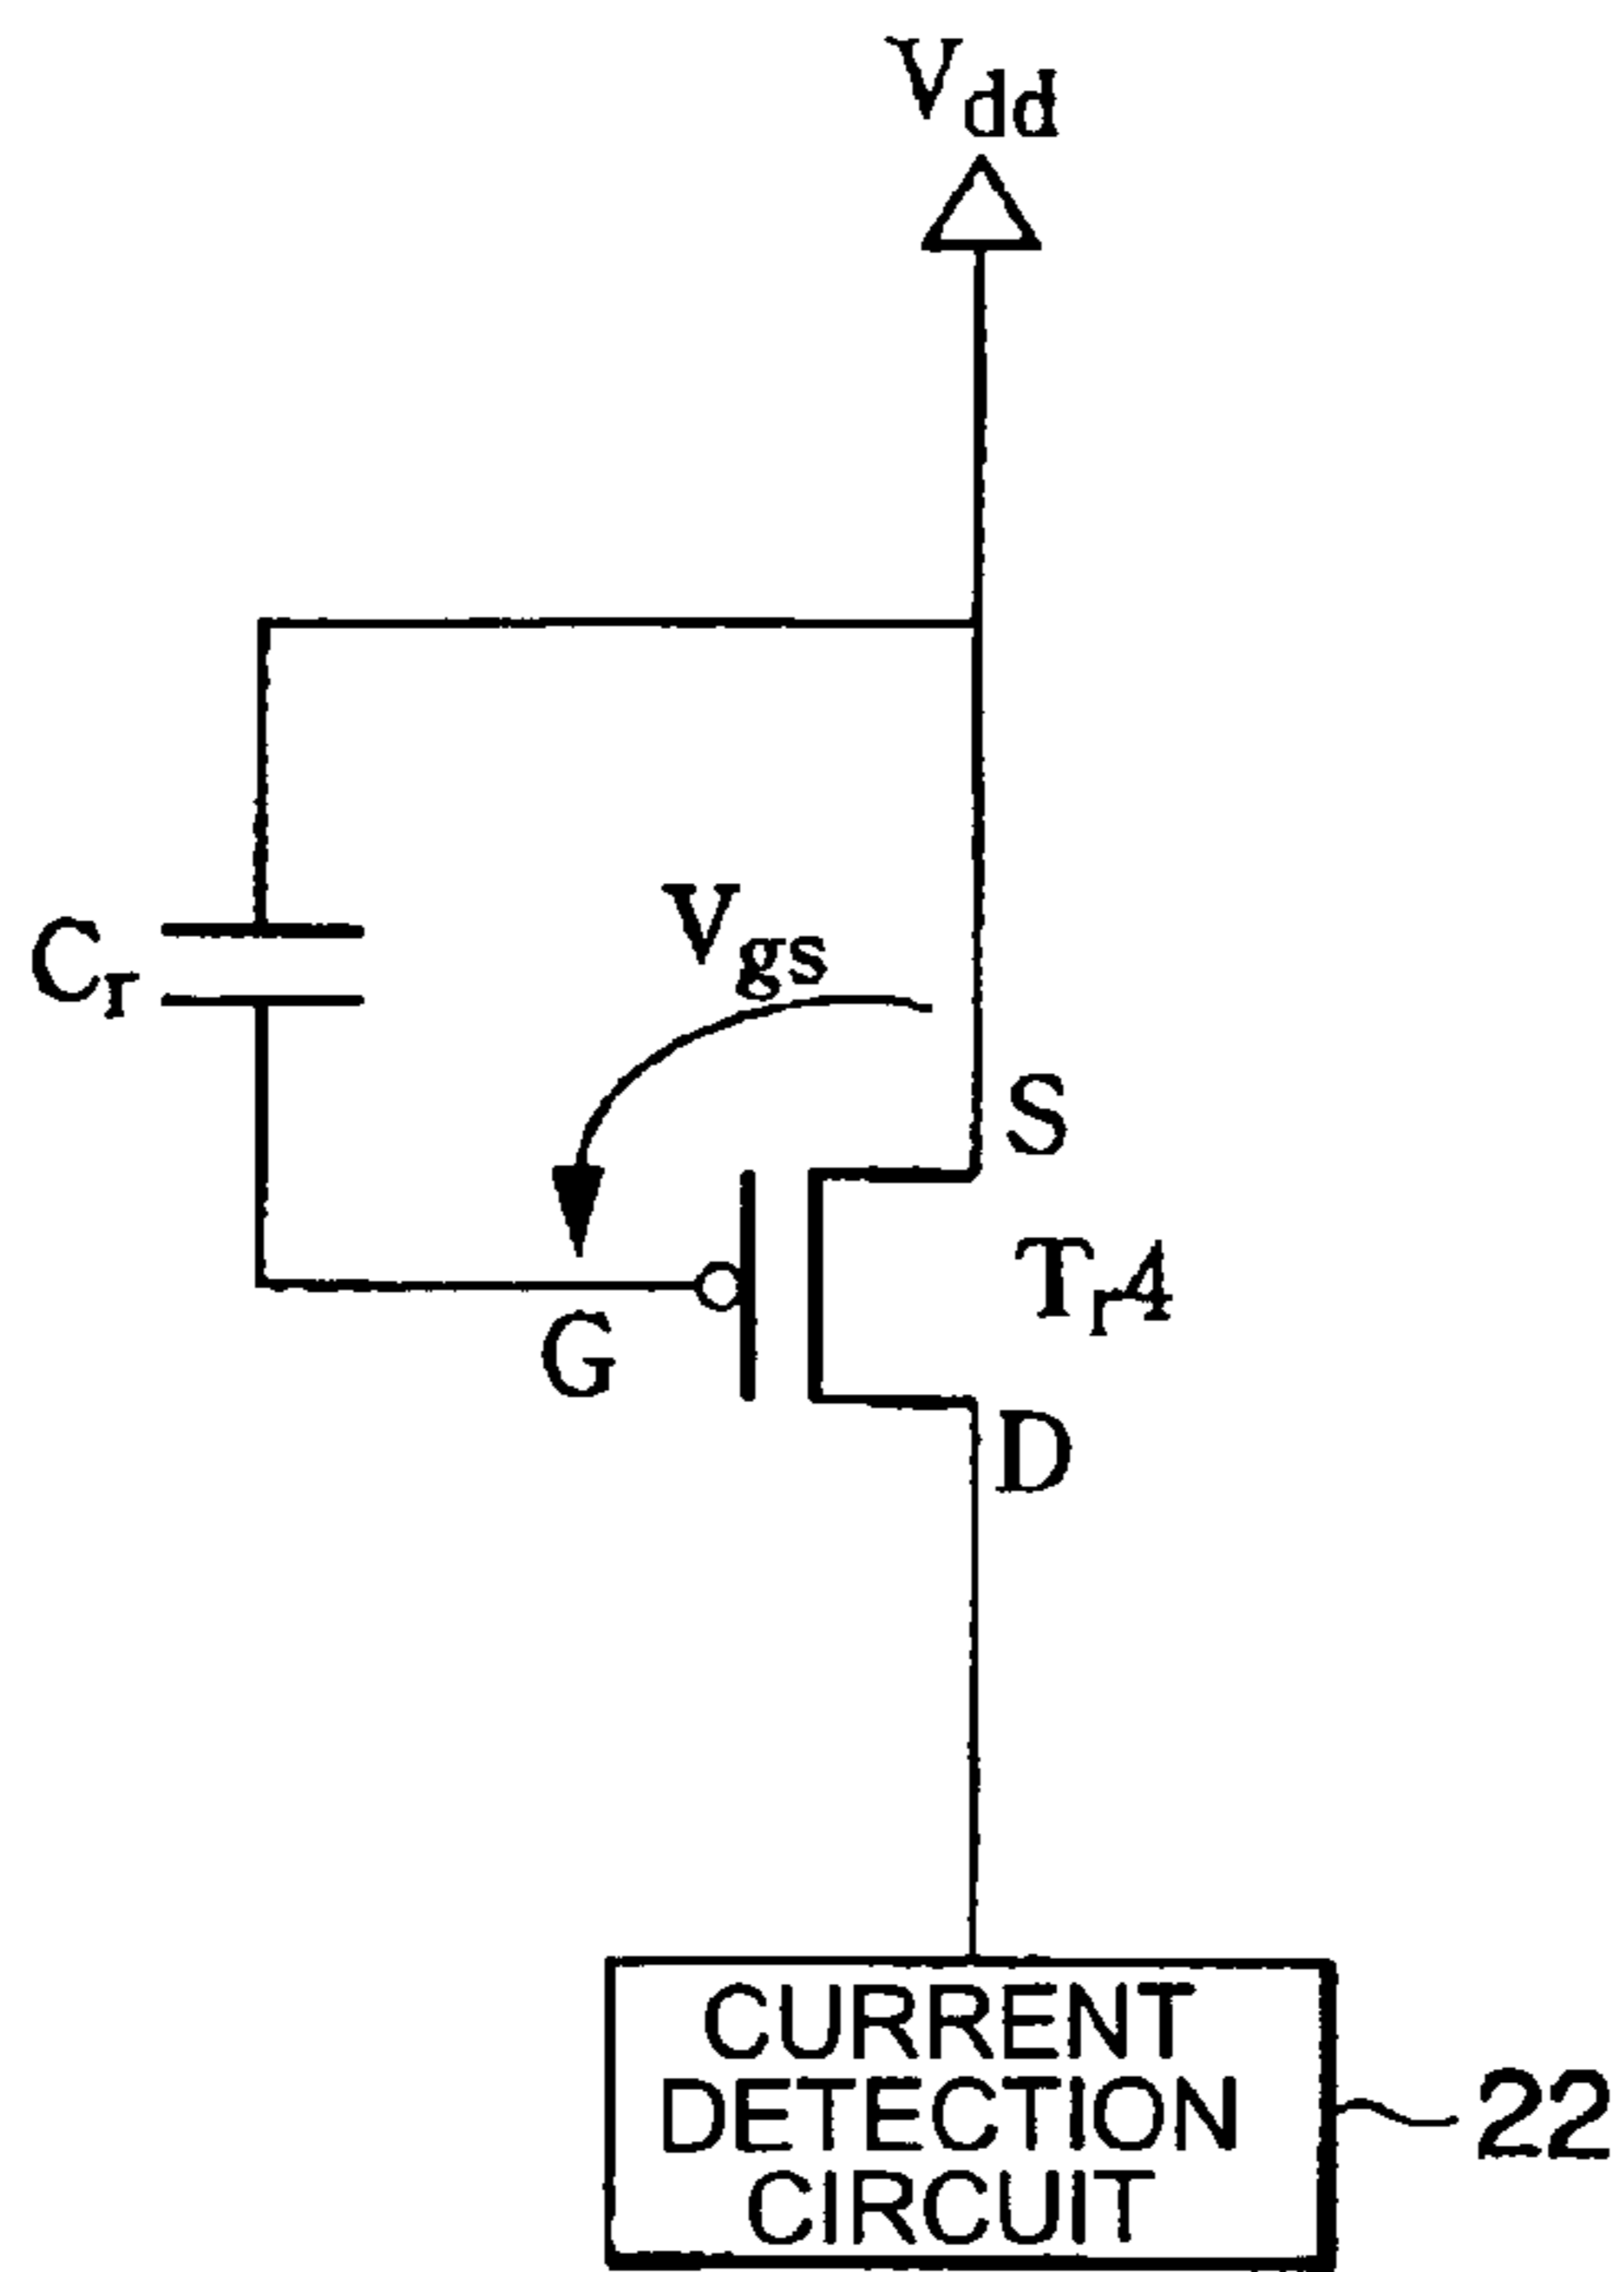 Vdd
Cr
Vgs
S
Tr4
G
D
CURRENT
DETECTION
CIRCUIT
22